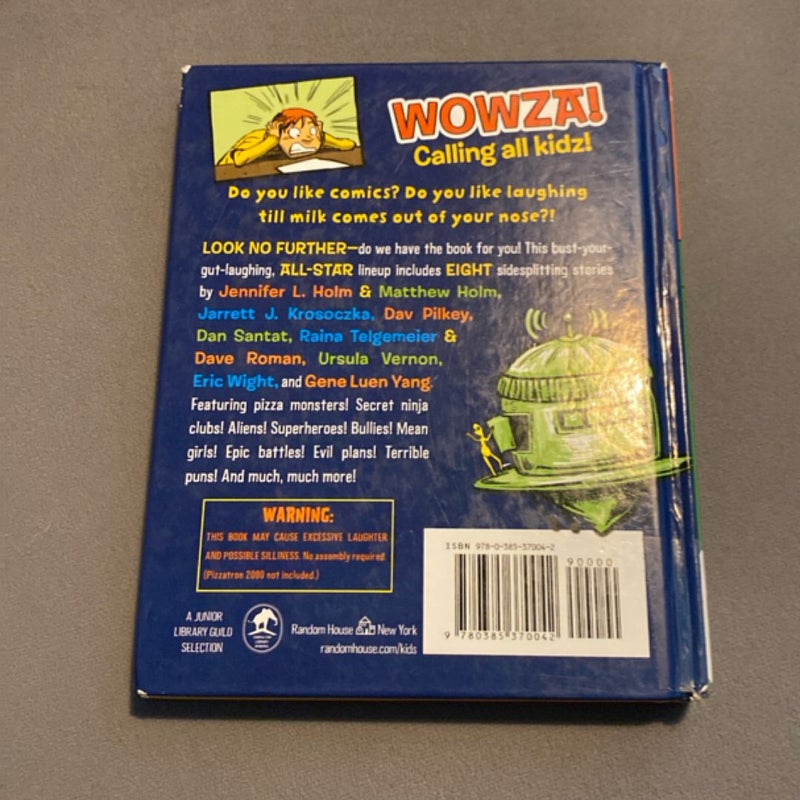 WOWZA!
Calling all kidz!
Do you like comics? Do you like laughing
till milk comes out of your nose?!
LOOK NO FURTHER—do we have the book for you! This bust-your-
gut-laughing, ALL-STAR lineup includes EIGHT sidesplitting stories
by Jennifer L. Holm & Matthew Holm,
Jarrett J. Krosoczka, Dav Pilkey,
Dan Santat, Raina Telgemeier &
Dave Roman, Ursula Vernon,
Eric Wight, and Gene Luen Yang.
Featuring pizza monsters! Secret ninja
clubs! Aliens! Superheroes! Bullies! Mean
girls! Epic battles! Evil plans! Terrible
puns! And much, much more!
WARNING:
THIS BOOK MAY CAUSE EXCESSIVE LAUGHTER
AND POSSIBLE SILLINESS. No assembly required.
(Pizzatron 2000 not included.)
A JUNIOR
LIBRARY GUILD
SELECTION
Random House New York
randomhouse.com/kids
ISBN 978-0-385-37004-2
90000
9 780385 370042